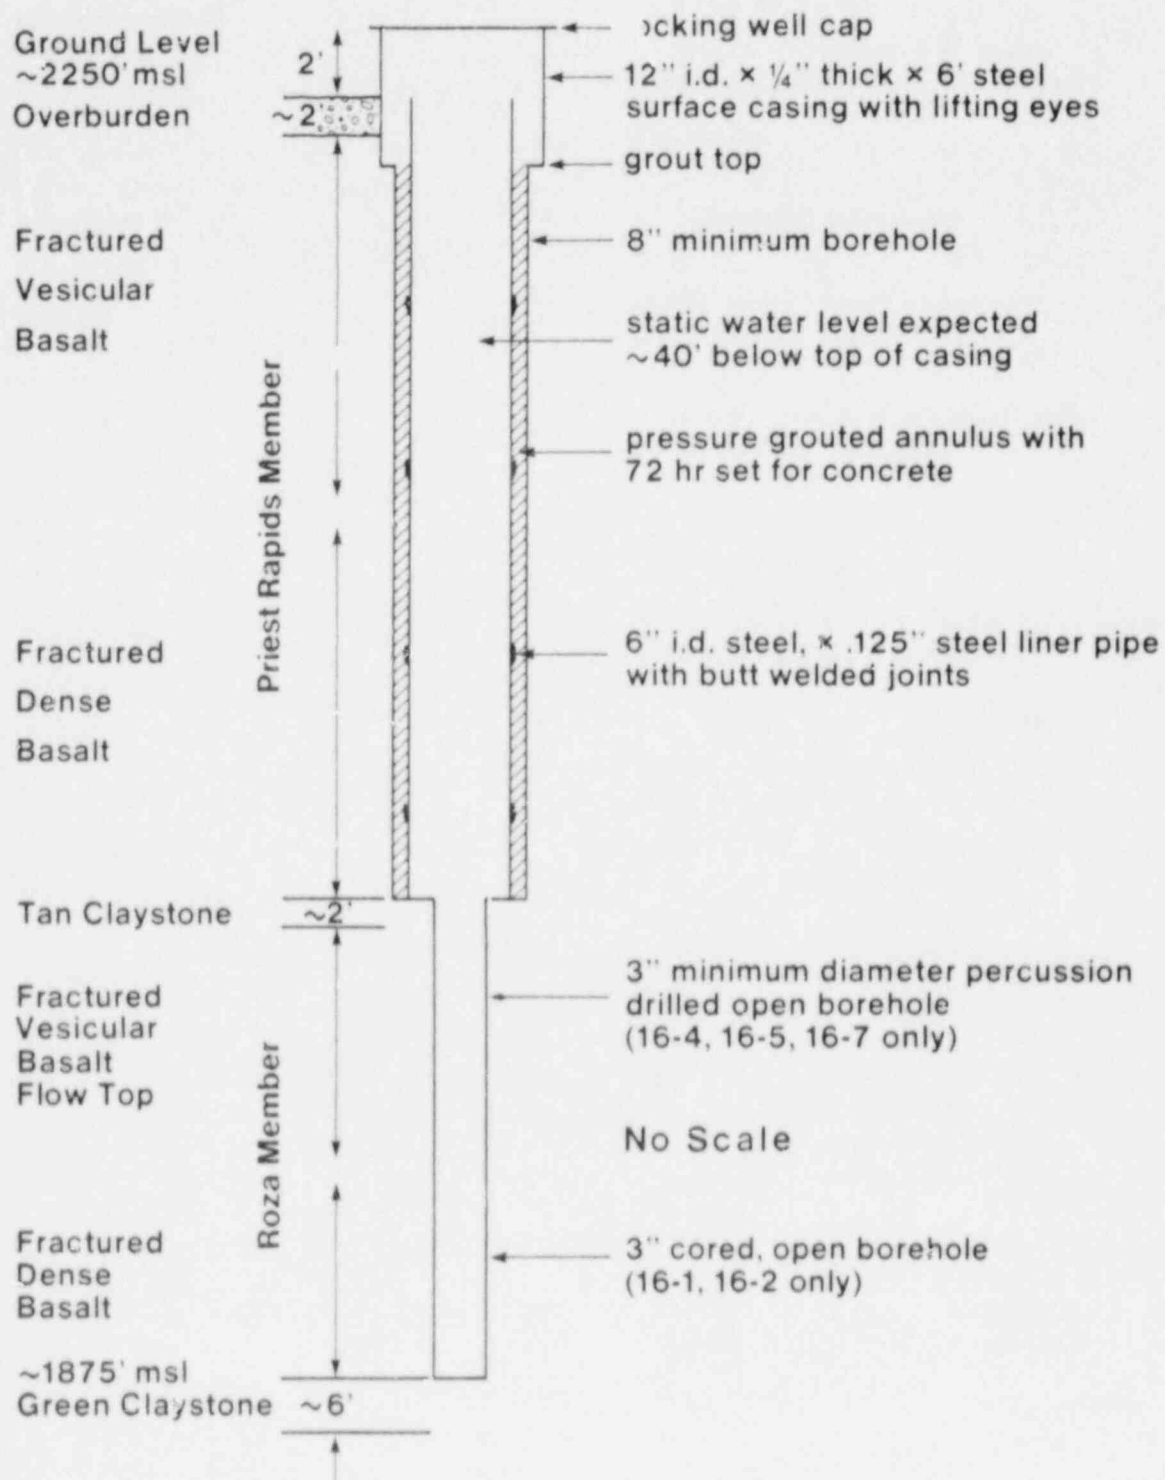 Ground Level
~2250' msl
2'
Overburden
~2'
Fractured
Vesicular
Basalt
Priest Rapids Member
Fractured
Dense
Basalt
Tan Claystone
~2'
Fractured
Vesicular
Basalt
Flow Top
Roza Member
Fractured
Dense
Basalt
~1875' msl
Green Claystone
~6'
well cap
12" i.d. × ¼" thick × 6' steel
surface casing with lifting eyes
grout top
8" minimum borehole
static water level expected
~40' below top of casing
pressure grouted annulus with
72 hr set for concrete
6" i.d. steel, × .125" steel liner pipe
with butt welded joints
3" minimum diameter percussion
drilled open borehole
(16-4, 16-5, 16-7 only)
No Scale
3" cored, open borehole
(16-1, 16-2 only)